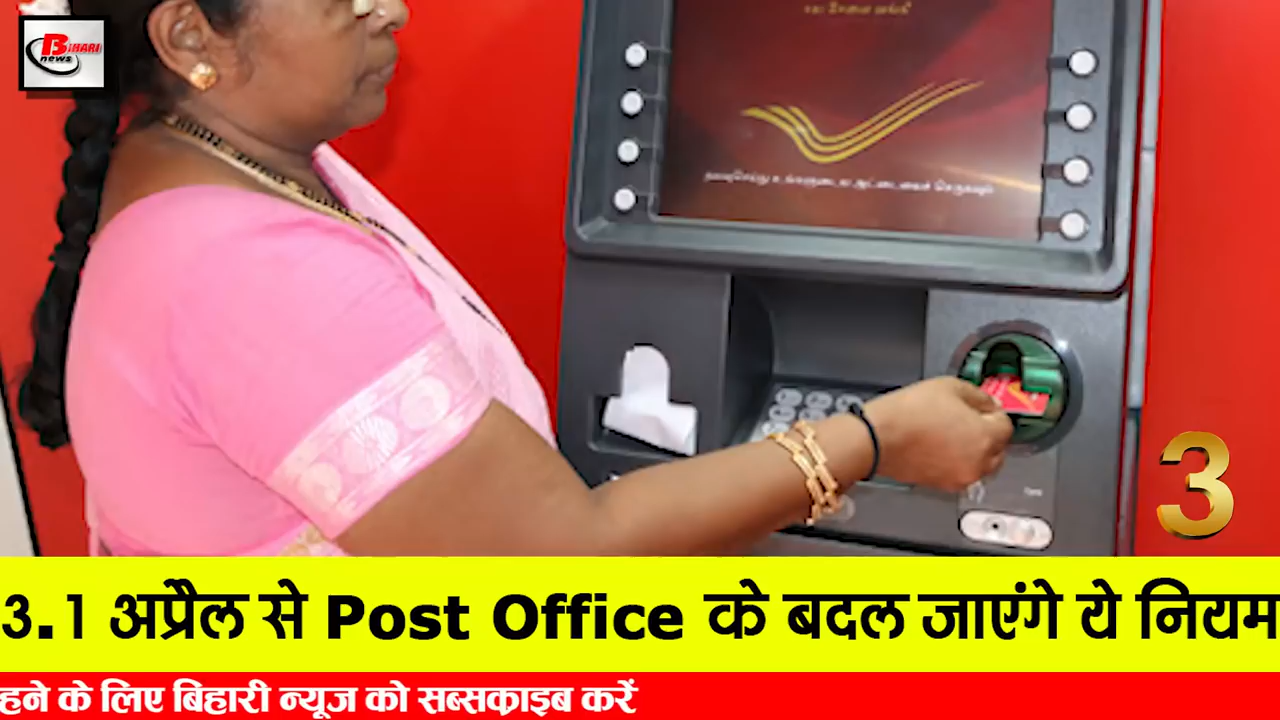 BIHARI
news
3
3.1 अप्रैल से Post Office के बदल जाएंगे ये नियम
हने के लिए बिहारी न्यूज को सब्सक्राइब करें